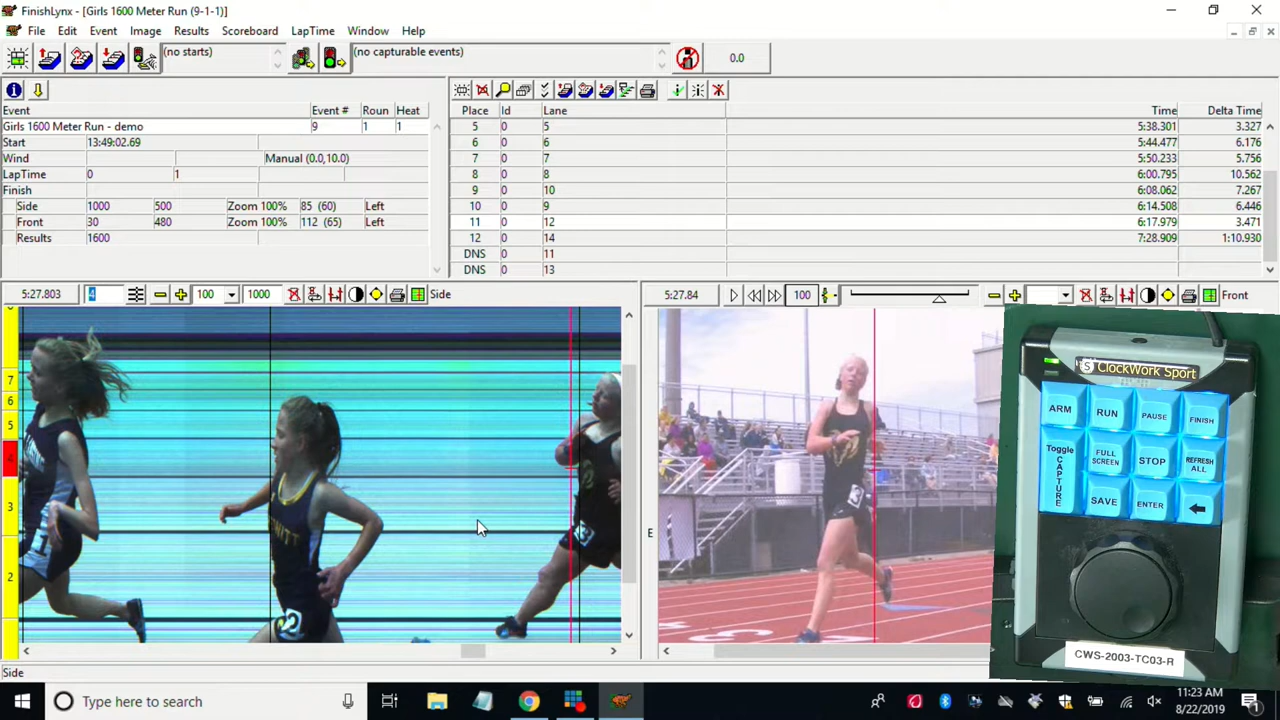 FinishLynx - [Girls 1600 Meter Run (9-1-1)]
File Edit Event Image Results Scoreboard LapTime Window Help
(no starts) (no capturable events) 0.0
Event Event # Roun Heat
Girls 1600 Meter Run - demo 9 1 1
Start 13:49:02.69
Wind Manual (0.0,10.0)
LapTime 0 1
Finish
Side 1000 500 Zoom 100% 85 (60) Left
Front 30 480 Zoom 100% 112 (65) Left
Results 1600
Place Id Lane Time Delta Time
5 0 5 5:38.301 3.327
6 0 6 5:44.477 6.176
7 0 7 5:50.233 5.756
8 0 8 6:00.795 10.562
9 0 10 6:08.062 7.267
10 0 9 6:14.508 6.446
11 0 12 6:17.979 3.471
12 0 14 7:28.909 1:10.930
DNS 0 11
DNS 0 13
5:27.803 4 100 1000 Side
7
6
5
4
3
2
5:27.84 100 Front
E
ClockWork Sport
ARM RUN PAUSE FINISH
Toggle CAPTURE FULL SCREEN STOP REFRESH ALL
SAVE ENTER
CWS-2003-TC03-R
Side
Type here to search
11:23 AM
8/22/2019
1